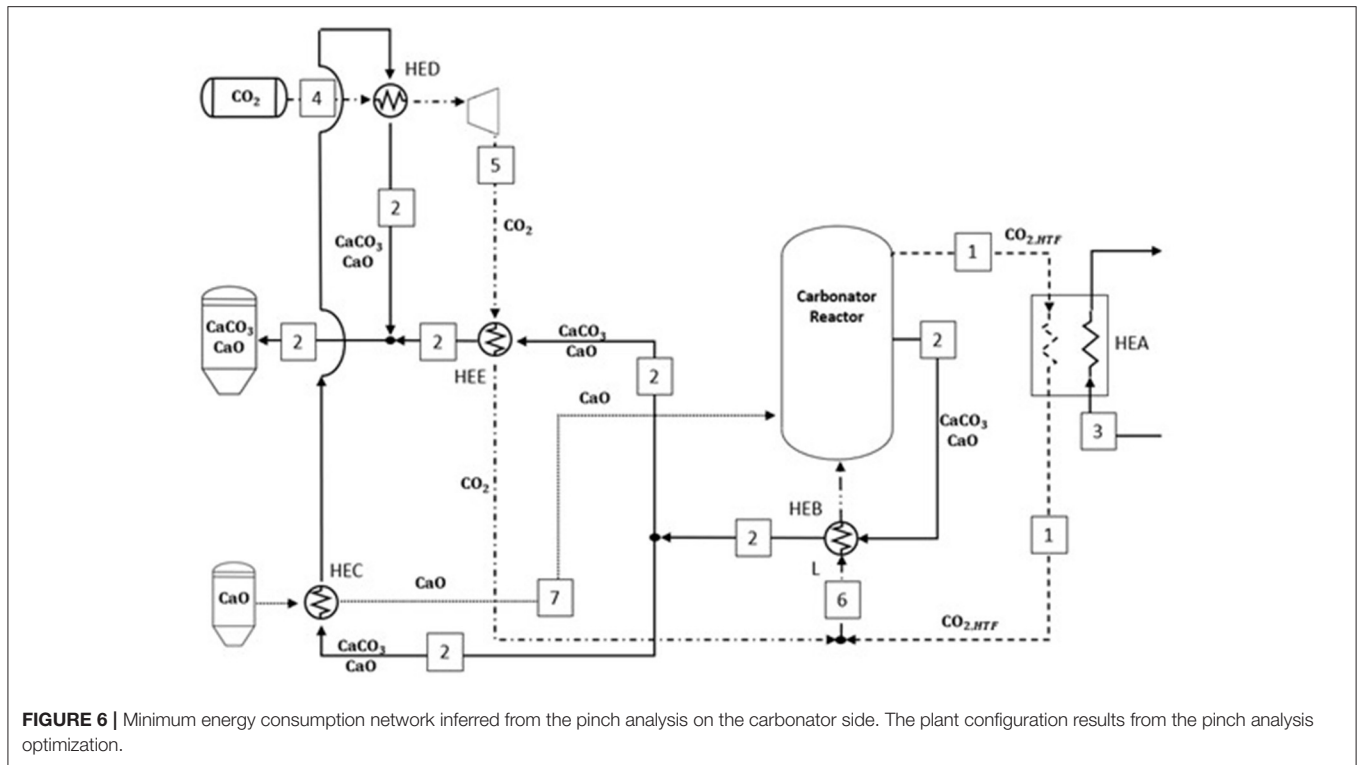 HED
CO₂
4
5
2
CaCO₃
CaO
CO₂
1
CO₂,HTF
Carbonator
Reactor
CaCO₃
CaO
2
2
HEE
CaCO₃
CaO
2
2
HEA
3
CaO
CaCO₃
CaO
CO₂
HEB
2
L
6
1
CO₂,HTF
HEC
CaO
CaO
7
CaCO₃
CaO
2
FIGURE 6 | Minimum energy consumption network inferred from the pinch analysis on the carbonator side. The plant configuration results from the pinch analysis
optimization.